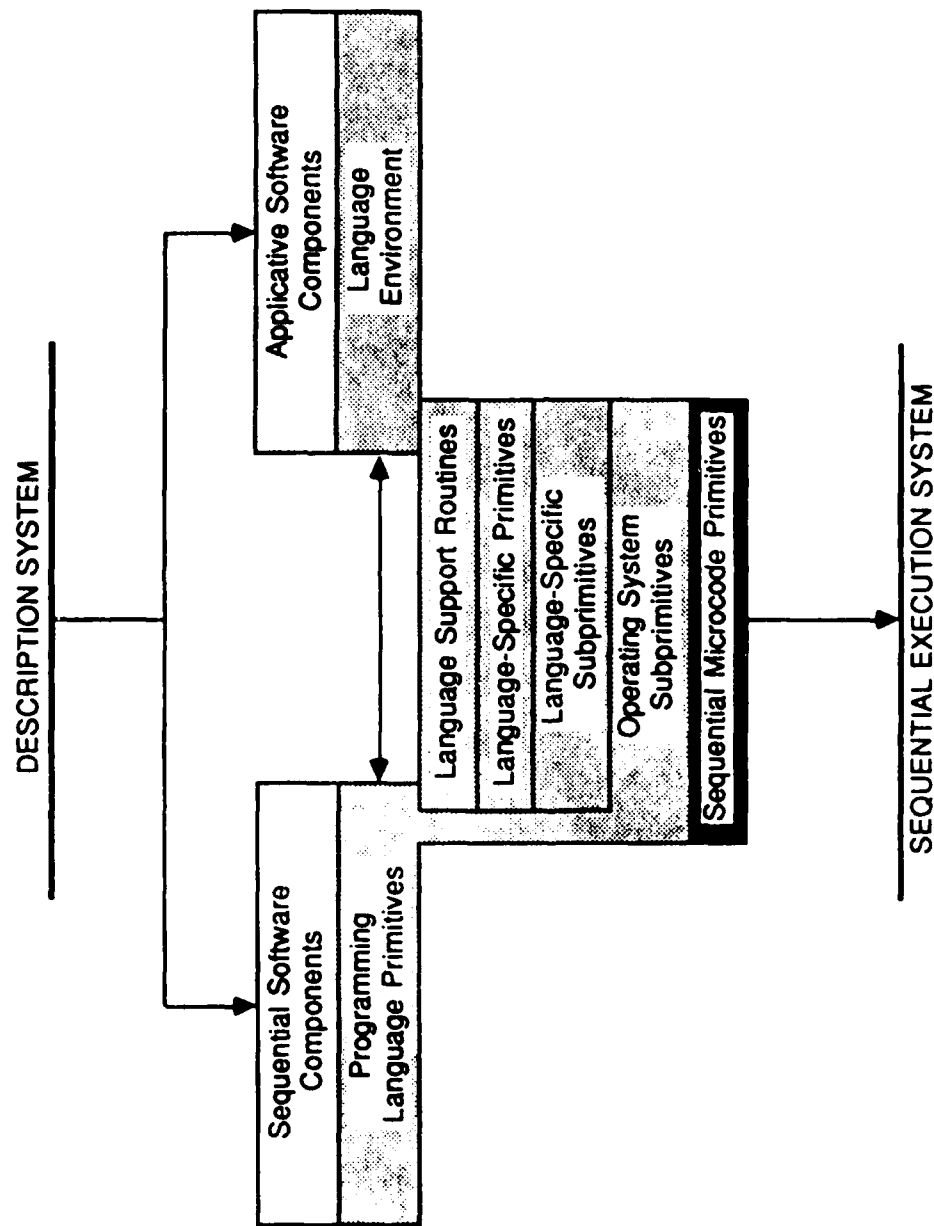 DESCRIPTION SYSTEM
Sequential Software
Components
Programming
Language Primitives
Applicative Software
Components
Language
Environment
Language Support Routines
Language-Specific Primitives
Language-Specific
Subprimitives
Operating System
Subprimitives
Sequential Microcode Primitives
SEQUENTIAL EXECUTION SYSTEM